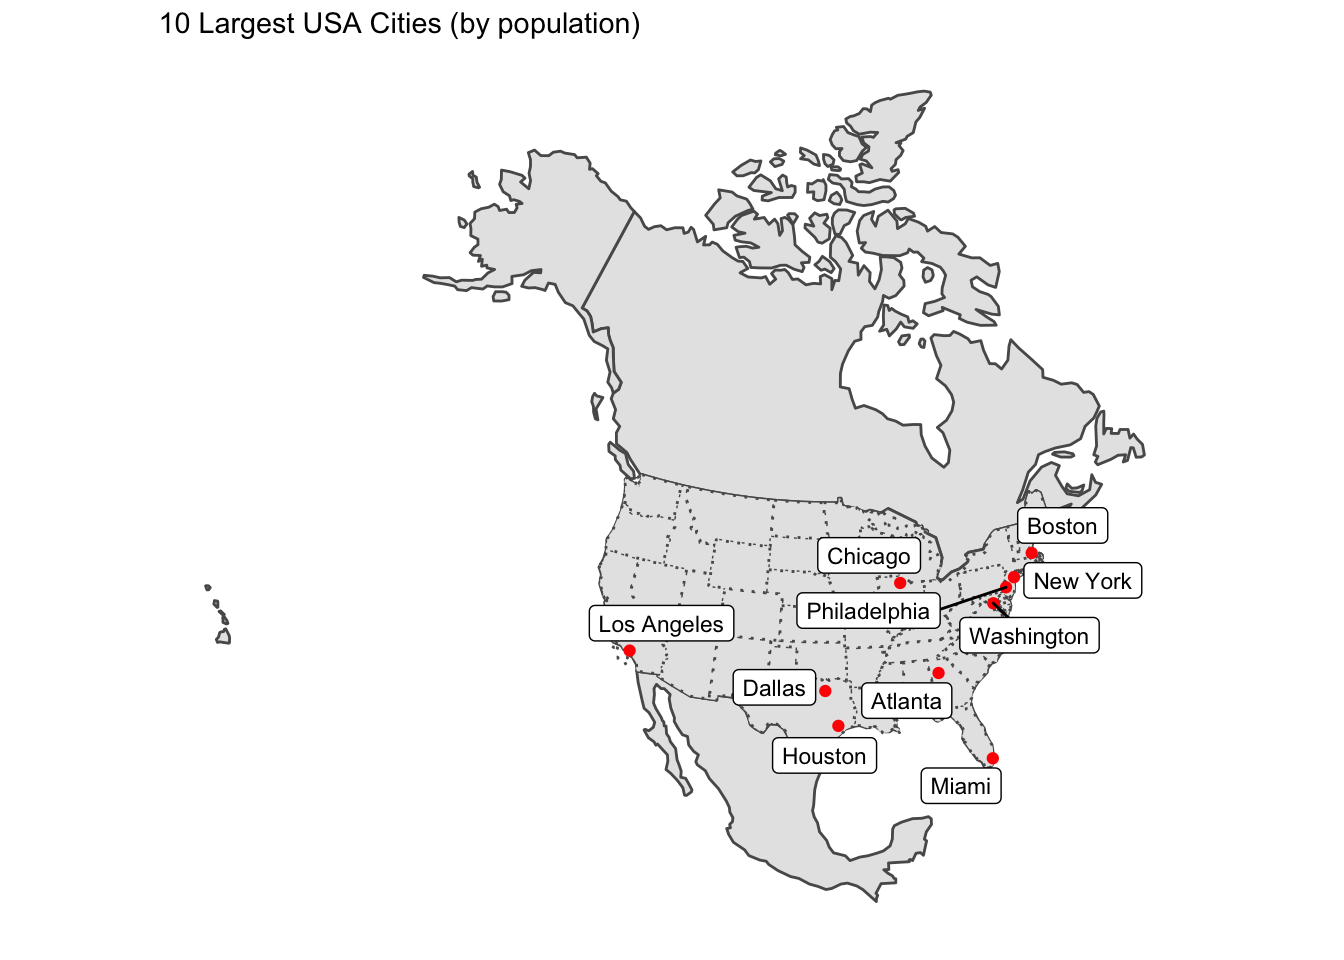 10 Largest USA Cities (by population)
Boston
Chicago
New York
Philadelphia
Los Angeles
Washington
Dallas
Atlanta
Houston
Miami